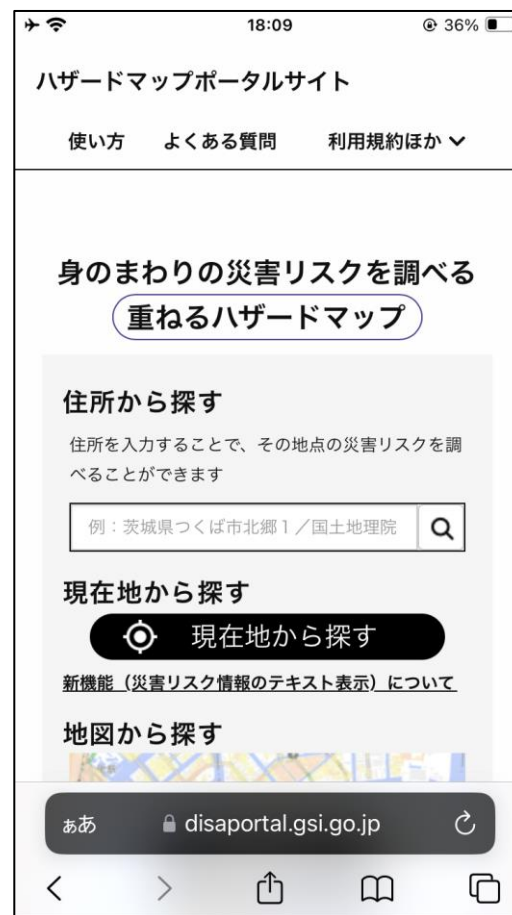 18:09
36%
ハザードマップポータルサイト
使い方 よくある質問 利用規約ほか
身のまわりの災害リスクを調べる
重ねるハザードマップ
住所から探す
住所を入力することで、その地点の災害リスクを調
べることができます
例：茨城県つくば市北郷１／国土地理院
現在地から探す
現在地から探す
新機能（災害リスク情報のテキスト表示）について
地図から探す
ぁあ disaportal.gsi.go.jp